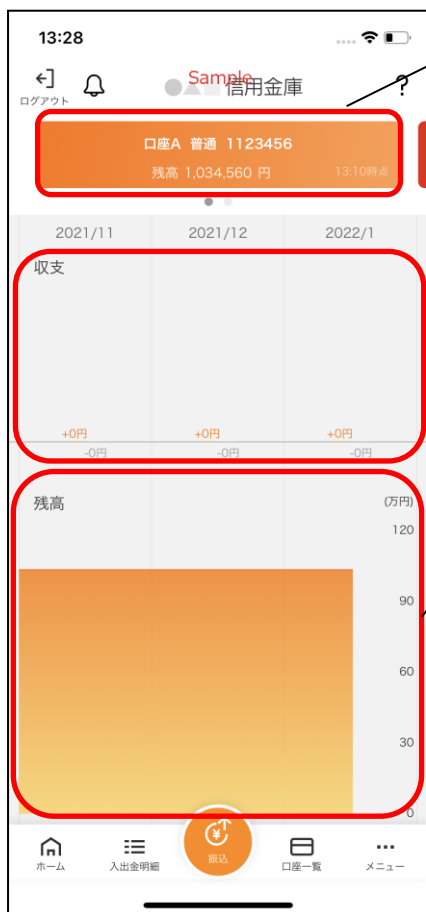 13:28
Sample
●▲■信用金庫
?
ログアウト
口座A 普通 1123456
残高 1,034,560 円
13:10時点
2021/11
2021/12
2022/1
収支
+0円
+0円
+0円
-0円
-0円
-0円
残高
(万円)
120
90
60
30
0
ホーム
入出金明細
振込
口座一覧
メニュー